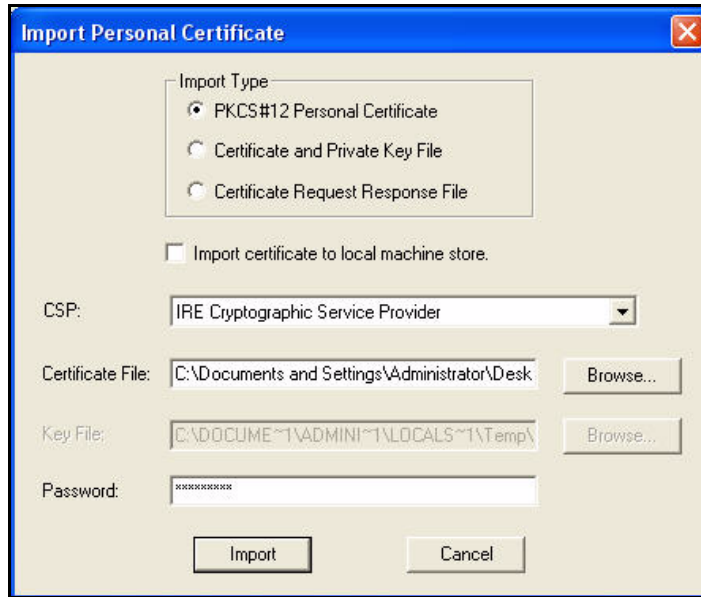 Import Personal Certificate
Import Type
PKCS#12 Personal Certificate
Certificate and Private Key File
Certificate Request Response File
Import certificate to local machine store.
CSP: IRE Cryptographic Service Provider
Certificate File: C:\Documents and Settings\Administrator\Desk Browse...
Key File: C:\DOCUME~1\ADMINI~1\LOCALS~1\Temp\ Browse...
Password: *********
Import Cancel